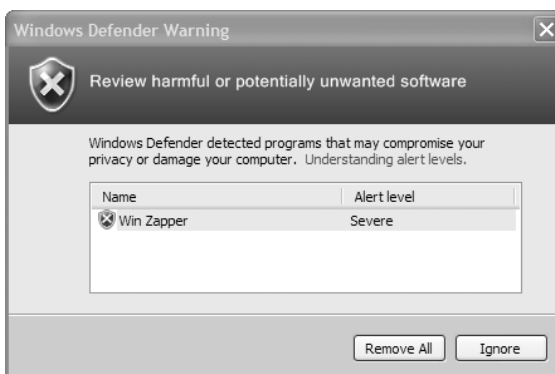 Windows Defender Warning
Review harmful or potentially unwanted software
Windows Defender detected programs that may compromise your
privacy or damage your computer. Understanding alert levels.
Name Alert level
Win Zapper Severe
Remove All Ignore